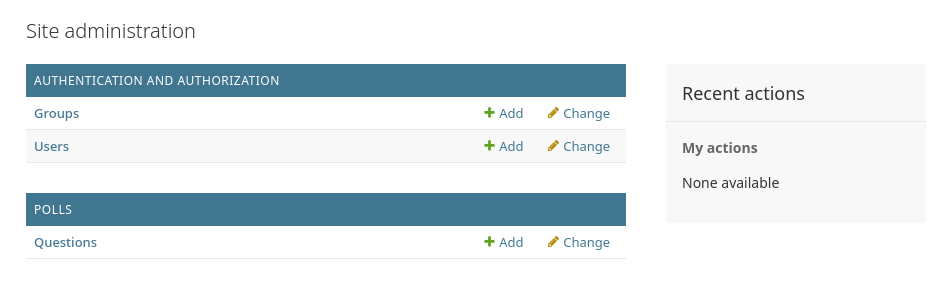 Site administration
AUTHENTICATION AND AUTHORIZATION
Groups Add Change
Users Add Change
POLLS
Questions Add Change
Recent actions
My actions
None available